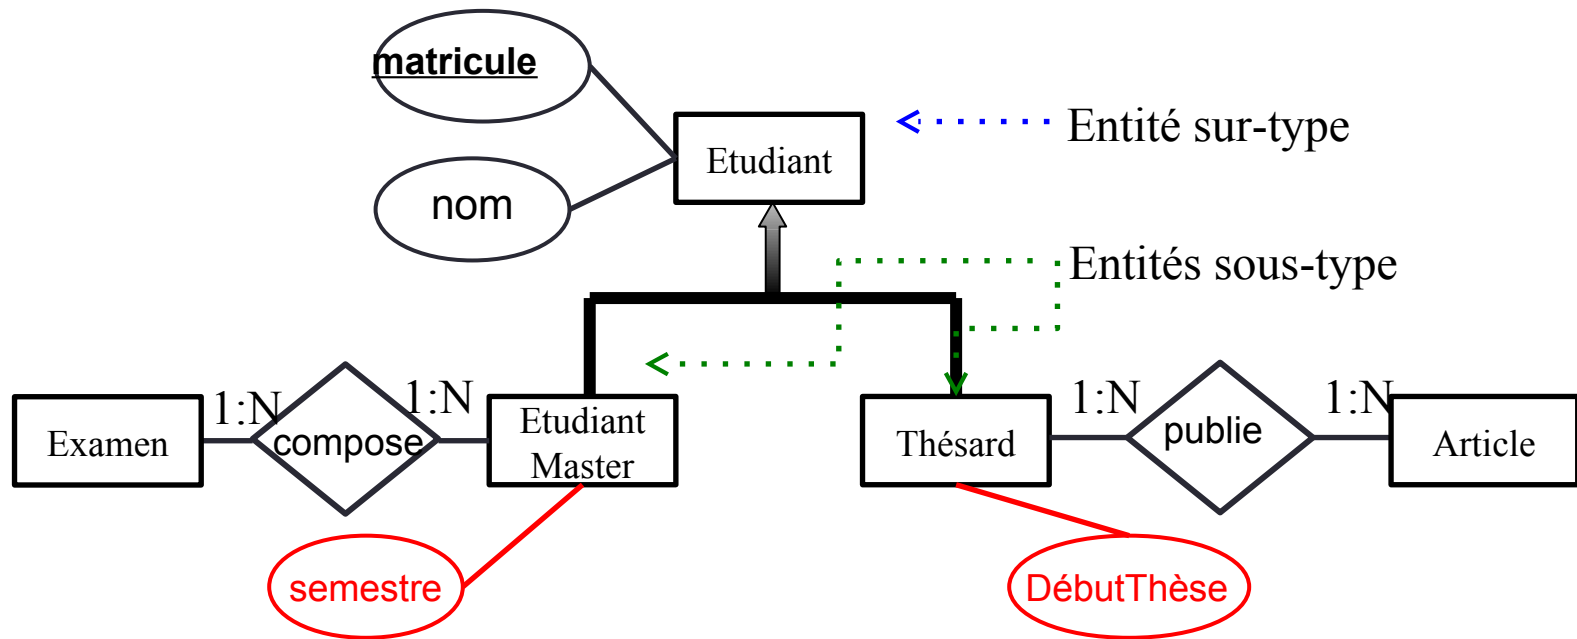 matricule
Entité sur-type
Etudiant
nom
Entités sous-type
1:N
1:N
1:N
1:N
Examen
compose
Etudiant
Master
Thésard
publie
Article
semestre
DébutThèse